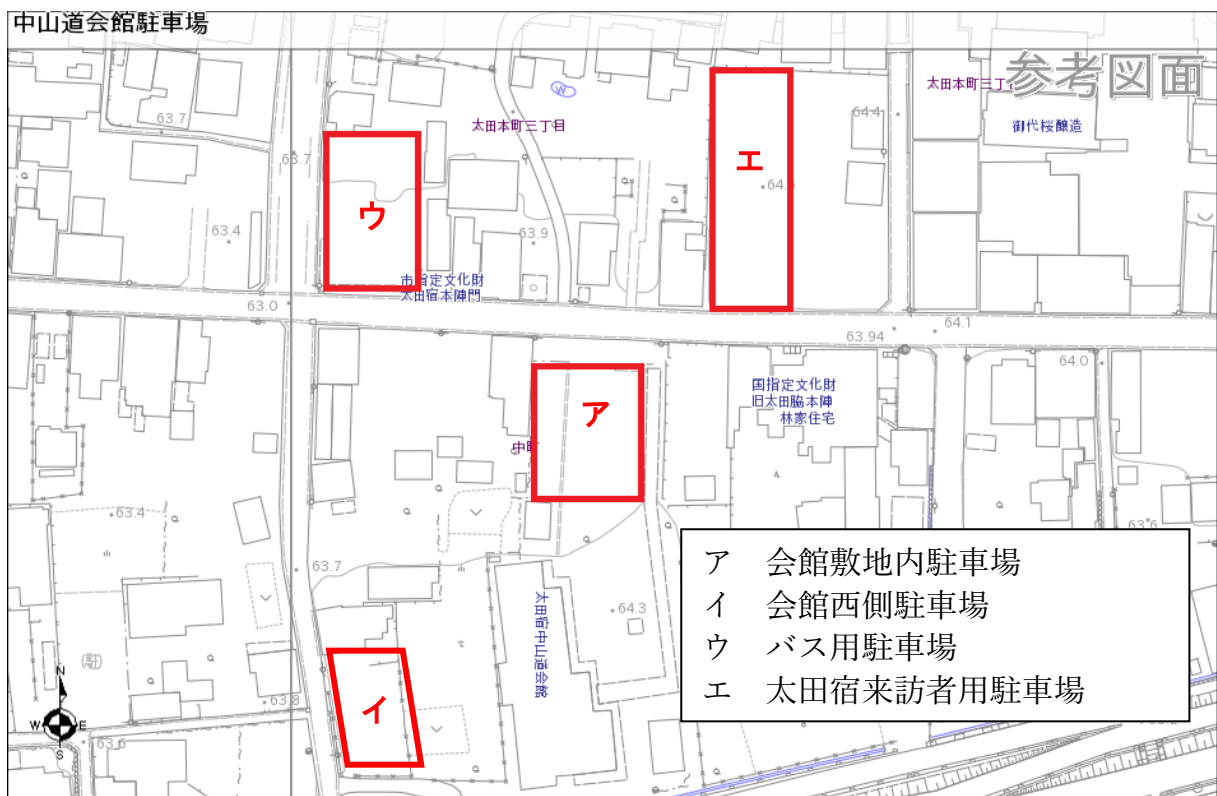 中山道会館駐車場
参考図面
太田本町三丁
64.4
御代桜醸造
63.7
太田本町三丁目
W
63.7
エ
64.
ウ
63.4
63.9
市指定文化財
太田宿本陣門
63.0
63.94
64.1
64.0
国指定文化財
旧太田脇本陣
林家住宅
ア
中町
63.4
63.6
63.7
太田宿中山道会館
64.3
(駐)
イ
63.8
63.6
N
W
E
S
ア 会館敷地内駐車場
イ 会館西側駐車場
ウ バス用駐車場
エ 太田宿来訪者用駐車場